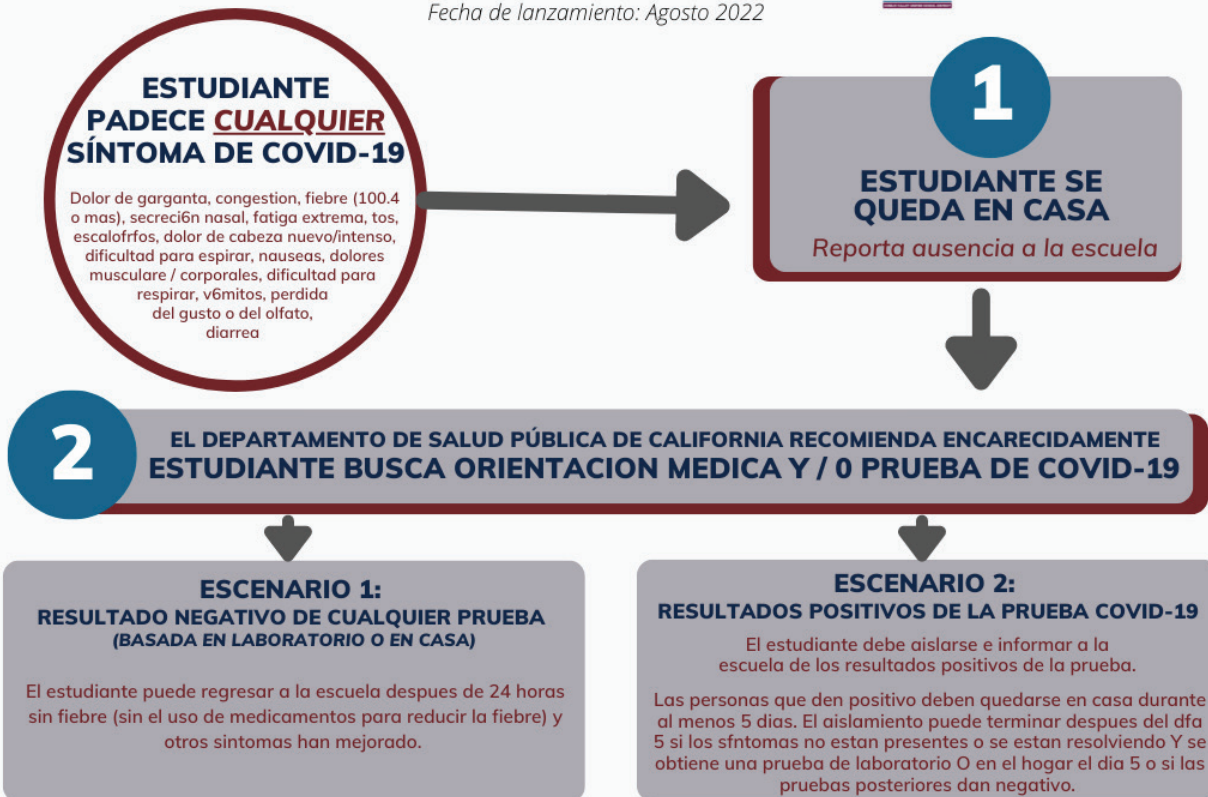 Fecha de lanzamiento: Agosto 2022
ESTUDIANTE
PADECE CUALQUIER
SÍNTOMA DE COVID-19
Dolor de garganta, congestion, fiebre (100.4
o mas), secreci6n nasal, fatiga extrema, tos,
escalofrfos, dolor de cabeza nuevo/intenso,
dificultad para espirar, nauseas, dolores
musculare / corporales, dificultad para
respirar, v6mitos, perdida
del gusto o del olfato,
diarrea
1
ESTUDIANTE SE
QUEDA EN CASA
Reporta ausencia a la escuela
2
EL DEPARTAMENTO DE SALUD PÚBLICA DE CALIFORNIA RECOMIENDA ENCARECIDAMENTE
ESTUDIANTE BUSCA ORIENTACION MEDICA Y / 0 PRUEBA DE COVID-19
ESCENARIO 1:
RESULTADO NEGATIVO DE CUALQUIER PRUEBA
(BASADA EN LABORATORIO O EN CASA)
El estudiante puede regresar a la escuela despues de 24 horas
sin fiebre (sin el uso de medicamentos para reducir la fiebre) y
otros sintomas han mejorado.
ESCENARIO 2:
RESULTADOS POSITIVOS DE LA PRUEBA COVID-19
El estudiante debe aislarse e informar a la
escuela de los resultados positivos de la prueba.
Las personas que den positivo deben quedarse en casa durante
al menos 5 dias. El aislamiento puede terminar despues del dfa
5 si los sfntomas no estan presentes o se estan resolviendo Y se
obtiene una prueba de laboratorio O en el hogar el dia 5 o si las
pruebas posteriores dan negativo.